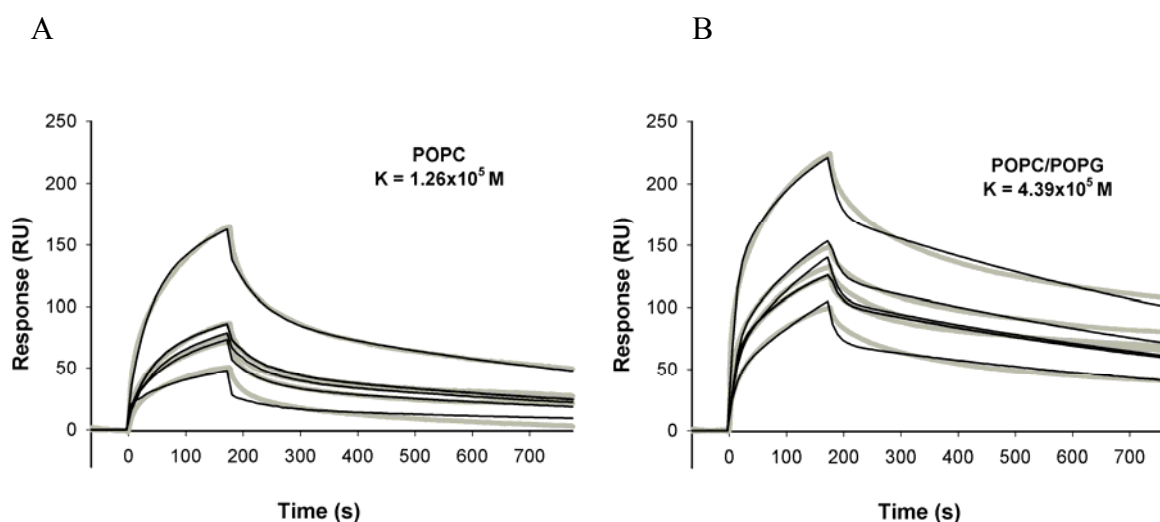 A
B
250
200
150
100
50
0
Response (RU)
POPC
K = 1.26x10⁵ M
0 100 200 300 400 500 600 700
Time (s)
250
200
150
100
50
0
Response (RU)
POPC/POPG
K = 4.39x10⁵ M
0 100 200 300 400 500 600 700
Time (s)